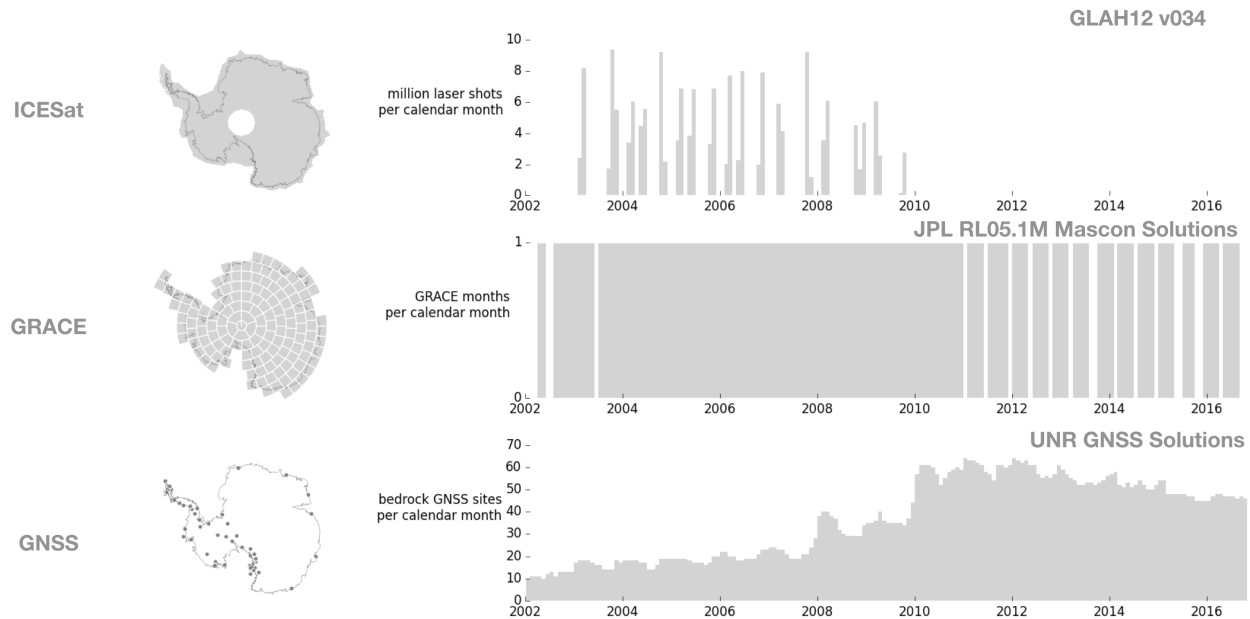 GLAH12 v034
ICESat
million laser shots
per calendar month
10
8
6
4
2
0
2002 2004 2006 2008 2010 2012 2014 2016
JPL RL05.1M Mascon Solutions
GRACE
GRACE months
per calendar month
1
0
2002 2004 2006 2008 2010 2012 2014 2016
UNR GNSS Solutions
GNSS
bedrock GNSS sites
per calendar month
70
60
50
40
30
20
10
0
2002 2004 2006 2008 2010 2012 2014 2016